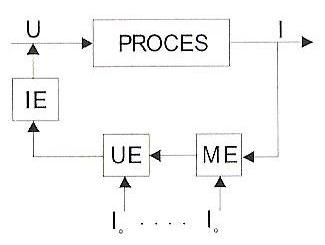 U I
PROCES
IE
UE ME
I₀ . . . . I₀